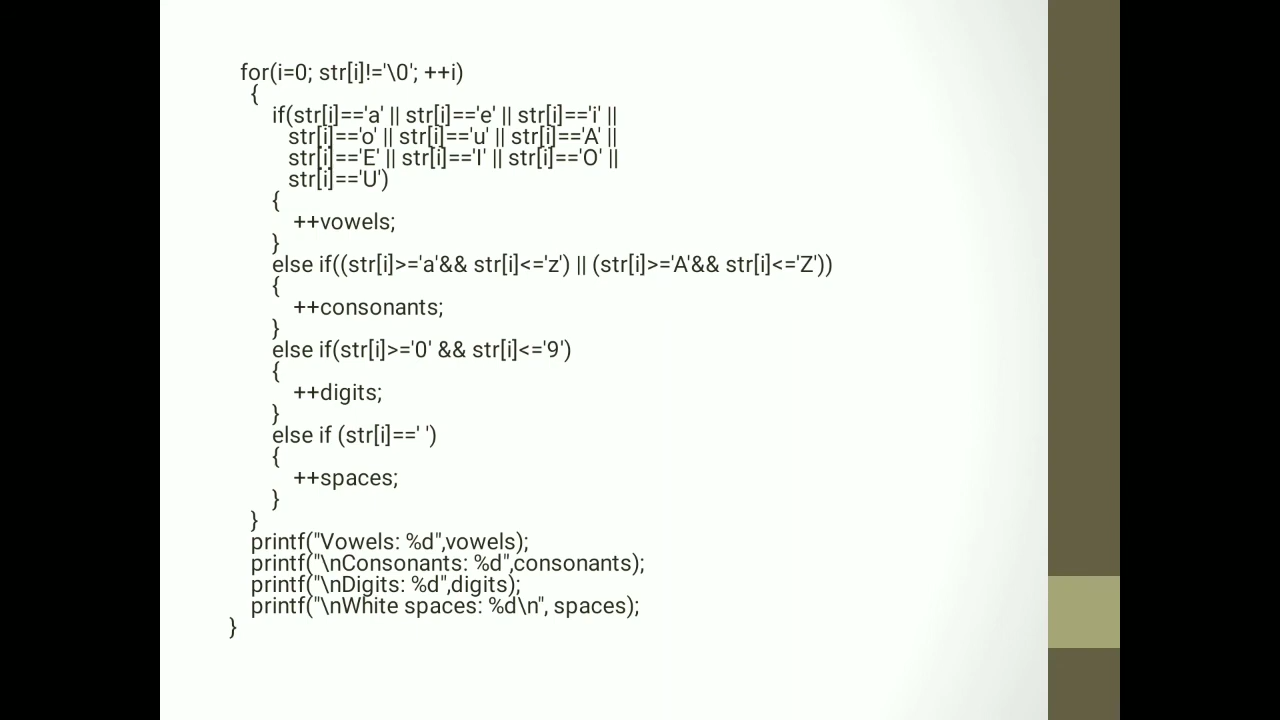 for(i=0; str[i]!='\0'; ++i)
{
if(str[i]=='a' || str[i]=='e' || str[i]=='i' ||
str[i]=='o' || str[i]=='u' || str[i]=='A' ||
str[i]=='E' || str[i]=='I' || str[i]=='O' ||
str[i]=='U')
{
++vowels;
}
else if((str[i]>='a'&& str[i]<='z') || (str[i]>='A'&& str[i]<='Z'))
{
++consonants;
}
else if(str[i]>='0' && str[i]<='9')
{
++digits;
}
else if (str[i]==' ')
{
++spaces;
}
}
printf("Vowels: %d",vowels);
printf("\nConsonants: %d",consonants);
printf("\nDigits: %d",digits);
printf("\nWhite spaces: %d\n", spaces);
}